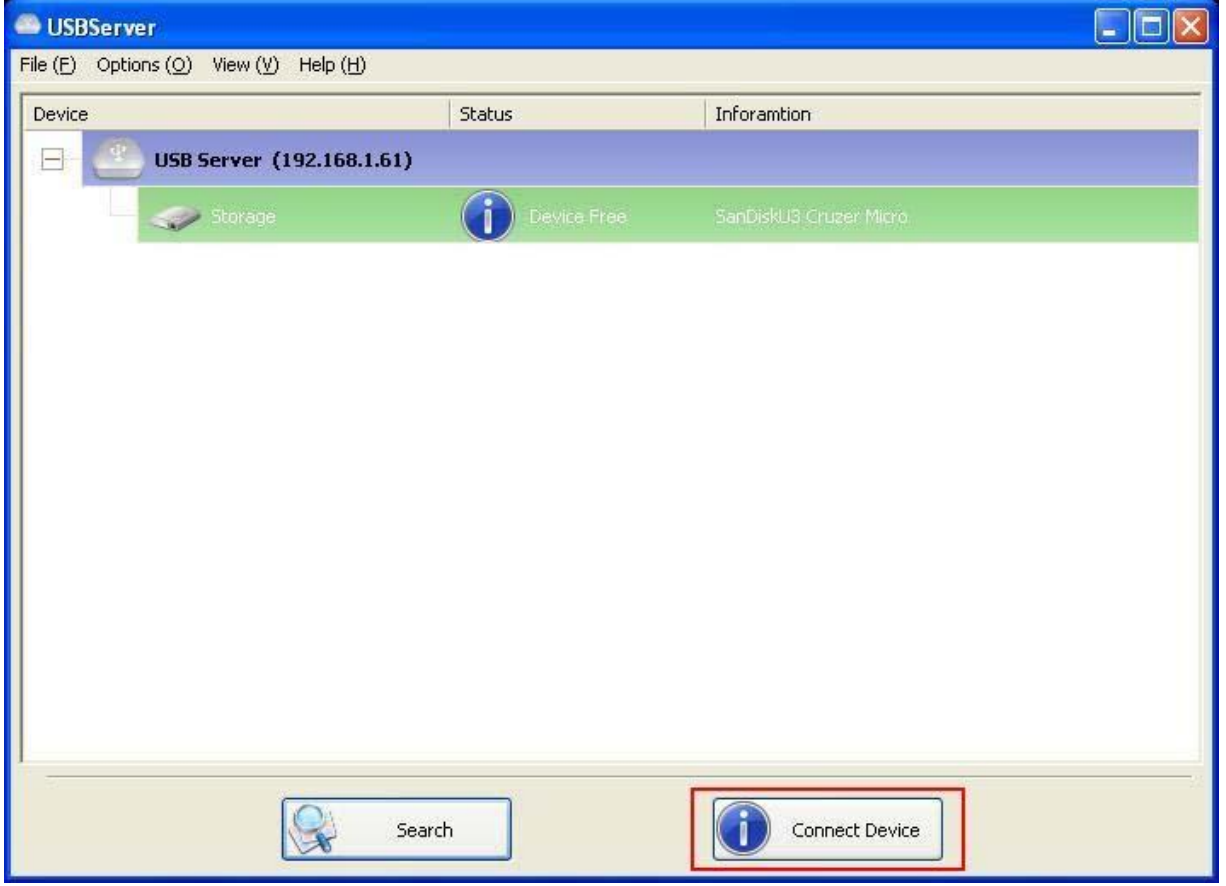 USBServer
File (F) Options (O) View (V) Help (H)
Device Status Inforamtion
USB Server (192.168.1.61)
Storage Device Free SanDiskU3 Cruzer Micro
Search Connect Device